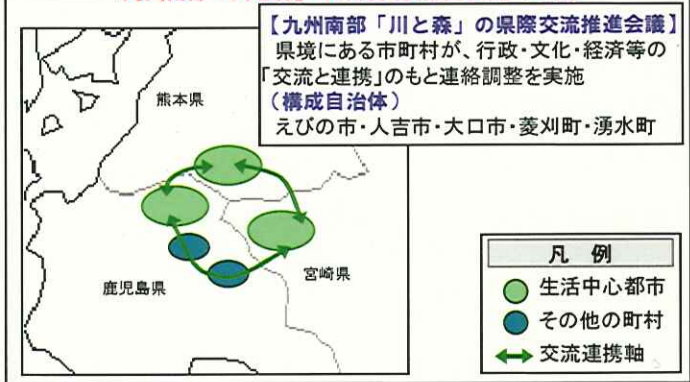 【九州南部「川と森」の県際交流推進会議】
県境にある市町村が、行政・文化・経済等の
「交流と連携」のもと連絡調整を実施
（構成自治体）
えびの市・人吉市・大口市・菱刈町・湧水町
熊本県
鹿児島県
宮崎県
凡 例
生活中心都市
その他の町村
交流連携軸